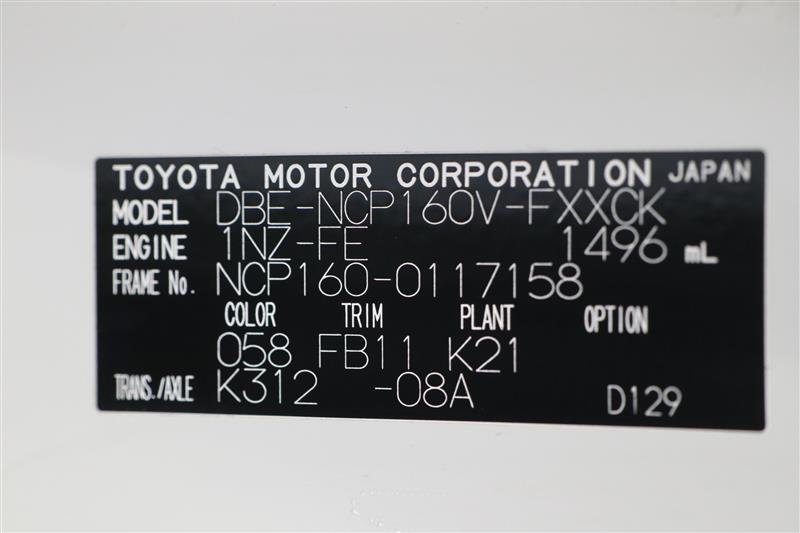 TOYOTA MOTOR CORPORATION JAPAN
MODEL DBE-NCP160V-FXXCK
ENGINE 1NZ-FE 1496 mL
FRAME No. NCP160-0117158
COLOR TRIM PLANT OPTION
058 FB11 K21
TRANS./AXLE K312 -08A D129